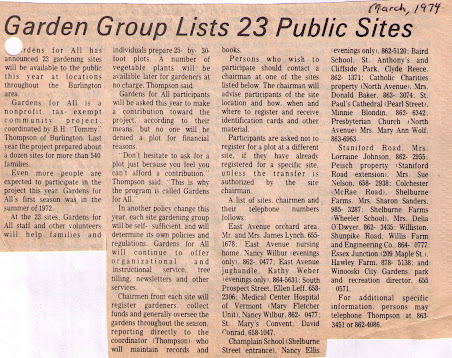 March, 1974
Garden Group Lists 23 Public Sites
Gardens for All has
announced 23 gardening sites
will be available to the public
this year at locations
throughout the Burlington
area.
Gardens for All is a
nonprofit tax exempt
community project,
coordinated by B.H. "Tommy"
Thompson of Burlington. Last
year the project prepared about
a dozen sites for more than 540
families.
Even more people are
expected to participate in the
project this year. Gardens for
All's first season was in the
summer of 1972.
At the 23 sites, Gardens for
All staff and other volunteers
will help families and
individuals prepare 25- by 30-
foot plots. A number of
vegetable plants will be
available later for gardeners at
no charge, Thompson said.
Gardens for All participants
will be asked this year to make
a contribution toward the
project, according to their
means, but no one will be
denied a plot for financial
reasons.
"Don't hesitate to ask for a
plot just because you feel you
can't afford a contribution,"
Thompson said. "This is why
the program is called Gardens
for All."
In another policy change this
year, each site gardening group
will be self-sufficient, and will
determine its own policies and
regulations. Gardens for All
will continue to offer
organizational and
instructional service, tree
tilling, newsletters and other
services.
Chairmen from each site will
register gardeners, collect
funds and generally oversee the
gardens throughout the season,
reporting directly to the
coordinator (Thompson) who
will maintain records and
books.
Persons who wish to
participate should contact a
chairman at one of the sites
listed below. The chairman will
advise participants of the site
location and how, when and
where to register and receive
identification cards and other
material.
Participants are asked not to
register for a plot at a different
site, if they have already
registered for a specific site,
unless the transfer is
authorized by the site
chairman.
A list of sites, chairmen and
their telephone numbers
follows.
East Avenue orchard area,
Mr. and Mrs. James Lynch, 655-
1678: East Avenue nursing
home: Nancy Wilbur (evenings
only), 862-0477; East Avenue
jughandle, Kathy Weber
(evenings only) 864-5631; South
Prospect Street, Ellen Leff, 658-
2306; Medical Center Hospital
of Vermont (Mary Fletcher
Unit), Nancy Wilbur, 862-0477;
St. Mary's Convent, David
Conrad, 658-1047.
Champlain School (Shelburne
Street entrance), Nancy Ellis
(evenings only), 862-5120; Baird
School, St. Anthony's and
Cliffside Park, Clyde Reece,
862-1371; Catholic Charities
property (North Avenue), Mrs.
Donald Baker, 862-2074; St.
Paul's Cathedral (Pearl Street),
Minnie Blondin, 862-6342;
Presbyterian Church (North
Avenue) Mrs. Mary Ann Wolf,
863-6963.
Staniford Road, Mrs.
Lorraine Johnson, 862-2955;
Peisch property (Staniford
Road extension), Mrs. Sue
Nelson, 658-2938; Colchester
(McRae Road), Shelburne
Farms, Mrs. Sharon Sanders,
985-3287, Shelburne Farms
(Wheeler School), Mrs. Delia
O'Dwyer, 862-3435; Williston,
Shunpike Road, Willis Farm
and Engineering Co., 864-0777;
Essex Junction (209 Maple St.),
Hawley Farm, 878-5138; and
Winooski City Gardens, park
and recreation director, 655
0571.
For additional specific
information, persons may
telephone Thompson at 863-
3451 or 862-4086.